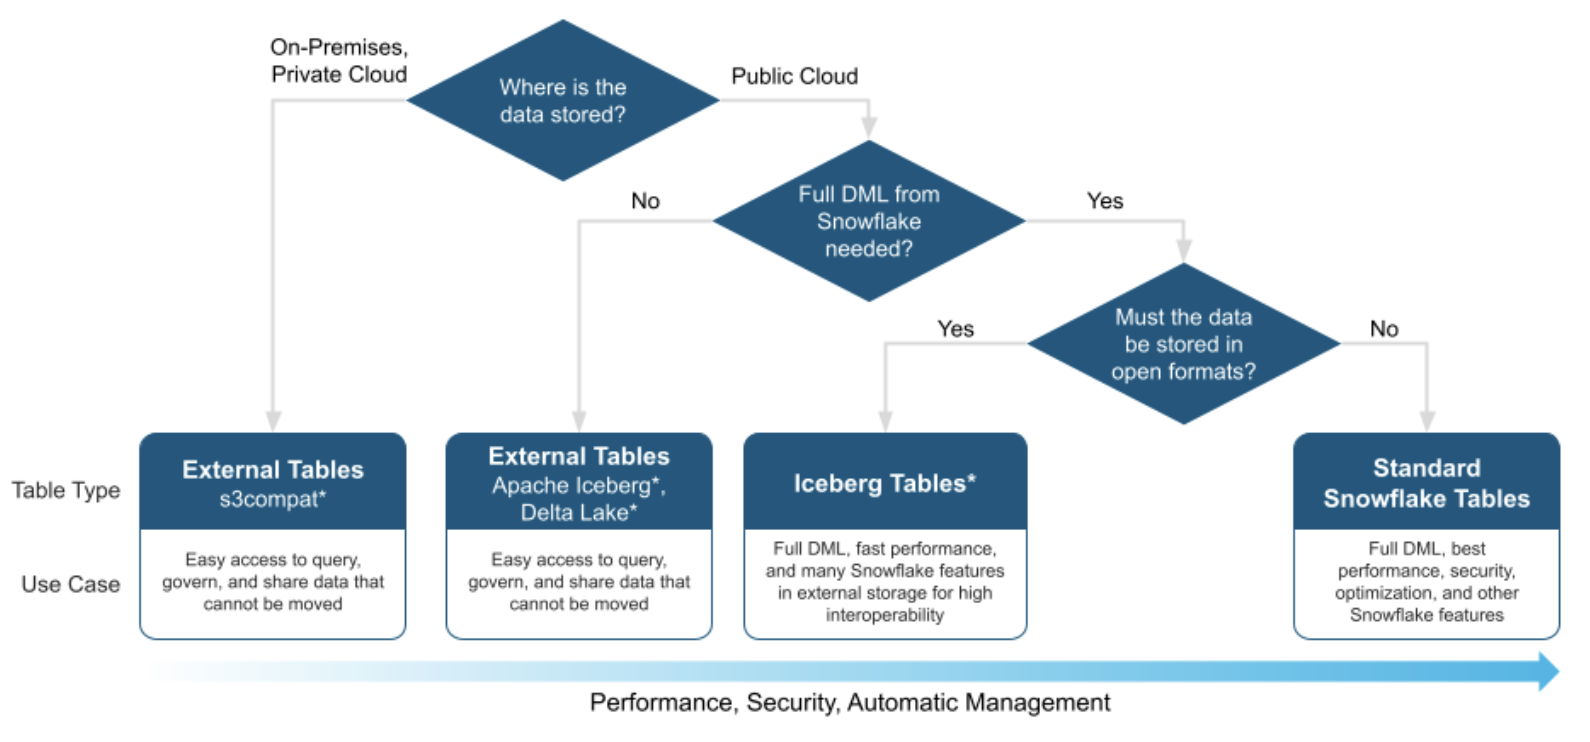 On-Premises,
Private Cloud
Where is the
data stored?
Public Cloud
No
Full DML from
Snowflake
needed?
Yes
Yes
Must the data
be stored in
open formats?
No
Table Type
External Tables
s3compat*
External Tables
Apache Iceberg*,
Delta Lake*
Iceberg Tables*
Standard
Snowflake Tables
Use Case
Easy access to query,
govern, and share data that
cannot be moved
Easy access to query,
govern, and share data that
cannot be moved
Full DML, fast performance,
and many Snowflake features
in external storage for high
interoperability
Full DML, best
performance, security,
optimization, and other
Snowflake features
Performance, Security, Automatic Management